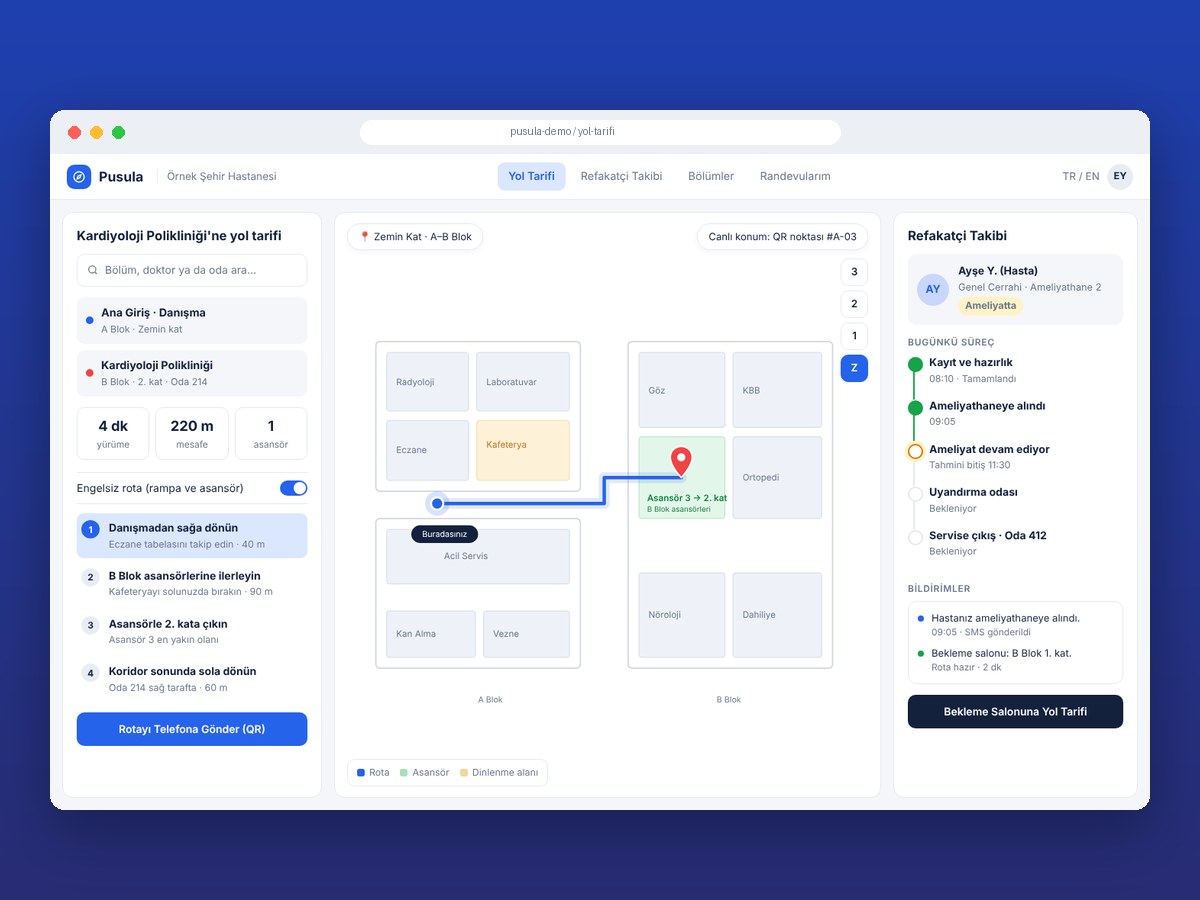 pusula-demo/yol-tarifi
Pusula
Örnek Şehir Hastanesi
Yol Tarifi
Refakatçi Takibi
Bölümler
Randevularım
TR / EN
EY
Kardiyoloji Polikliniği'ne yol tarifi
Bölüm, doktor ya da oda ara...
Ana Giriş · Danışma
A Blok · Zemin kat
Kardiyoloji Polikliniği
B Blok · 2. kat · Oda 214
4 dk
yürüme
220 m
mesafe
1
asansör
Engelsiz rota (rampa ve asansör)
1
Danışmadan sağa dönün
Eczane tabelasını takip edin · 40 m
2
B Blok asansörlerine ilerleyin
Kafeteryayı solunuzda bırakın · 90 m
3
Asansörle 2. kata çıkın
Asansör 3 en yakın olanı
4
Koridor sonunda sola dönün
Oda 214 sağ tarafta · 60 m
Rotayı Telefona Gönder (QR)
Zemin Kat · A–B Blok
Canlı konum: QR noktası #A-03
3
2
1
Z
Radyoloji
Laboratuvar
Eczane
Kafeterya
Buradasınız
Acil Servis
Kan Alma
Vezne
A Blok
Göz
KBB
Asansör 3 → 2. kat
B Blok asansörleri
Ortopedi
Nöroloji
Dahiliye
B Blok
Rota
Asansör
Dinlenme alanı
Refakatçi Takibi
AY
Ayşe Y. (Hasta)
Genel Cerrahi · Ameliyathane 2
Ameliyatta
BUGÜNKÜ SÜREÇ
Kayıt ve hazırlık
08:10 · Tamamlandı
Ameliyathaneye alındı
09:05
Ameliyat devam ediyor
Tahmini bitiş 11:30
Uyandırma odası
Bekleniyor
Servise çıkış · Oda 412
Bekleniyor
BİLDİRİMLER
Hastanız ameliyathaneye alındı.
09:05 · SMS gönderildi
Bekleme salonu: B Blok 1. kat.
Rota hazır · 2 dk
Bekleme Salonuna Yol Tarifi